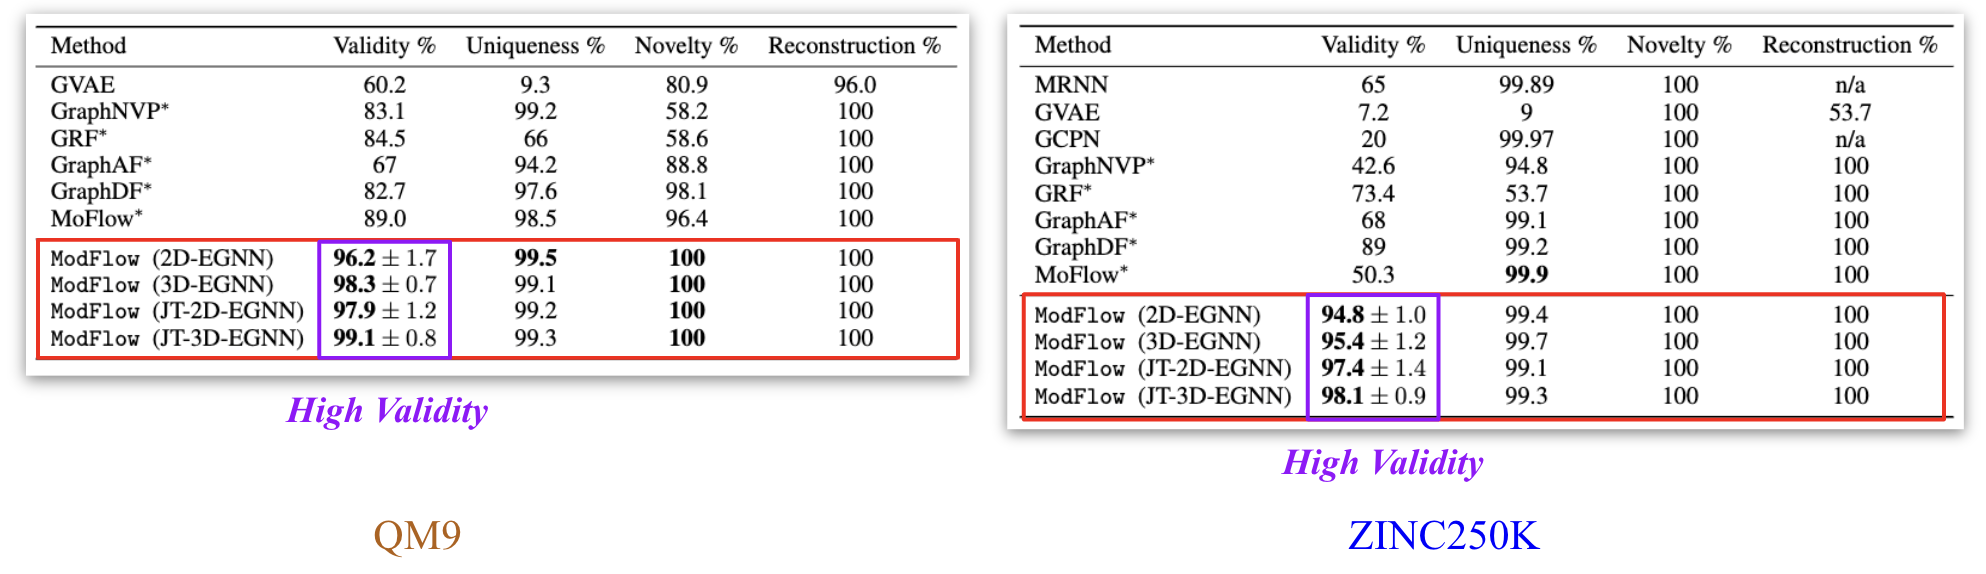 Method Validity % Uniqueness % Novelty % Reconstruction %
GVAE 60.2 9.3 80.9 96.0
GraphNVP* 83.1 99.2 58.2 100
GRF* 84.5 66 58.6 100
GraphAF* 67 94.2 88.8 100
GraphDF* 82.7 97.6 98.1 100
MoFlow* 89.0 98.5 96.4 100
ModFlow (2D-EGNN) 96.2 ± 1.7 99.5 100 100
ModFlow (3D-EGNN) 98.3 ± 0.7 99.1 100 100
ModFlow (JT-2D-EGNN) 97.9 ± 1.2 99.2 100 100
ModFlow (JT-3D-EGNN) 99.1 ± 0.8 99.3 100 100
High Validity
QM9
Method Validity % Uniqueness % Novelty % Reconstruction %
MRNN 65 99.89 100 n/a
GVAE 7.2 9 100 53.7
GCPN 20 99.97 100 n/a
GraphNVP* 42.6 94.8 100 100
GRF* 73.4 53.7 100 100
GraphAF* 68 99.1 100 100
GraphDF* 89 99.2 100 100
MoFlow* 50.3 99.9 100 100
ModFlow (2D-EGNN) 94.8 ± 1.0 99.4 100 100
ModFlow (3D-EGNN) 95.4 ± 1.2 99.7 100 100
ModFlow (JT-2D-EGNN) 97.4 ± 1.4 99.1 100 100
ModFlow (JT-3D-EGNN) 98.1 ± 0.9 99.3 100 100
High Validity
ZINC250K